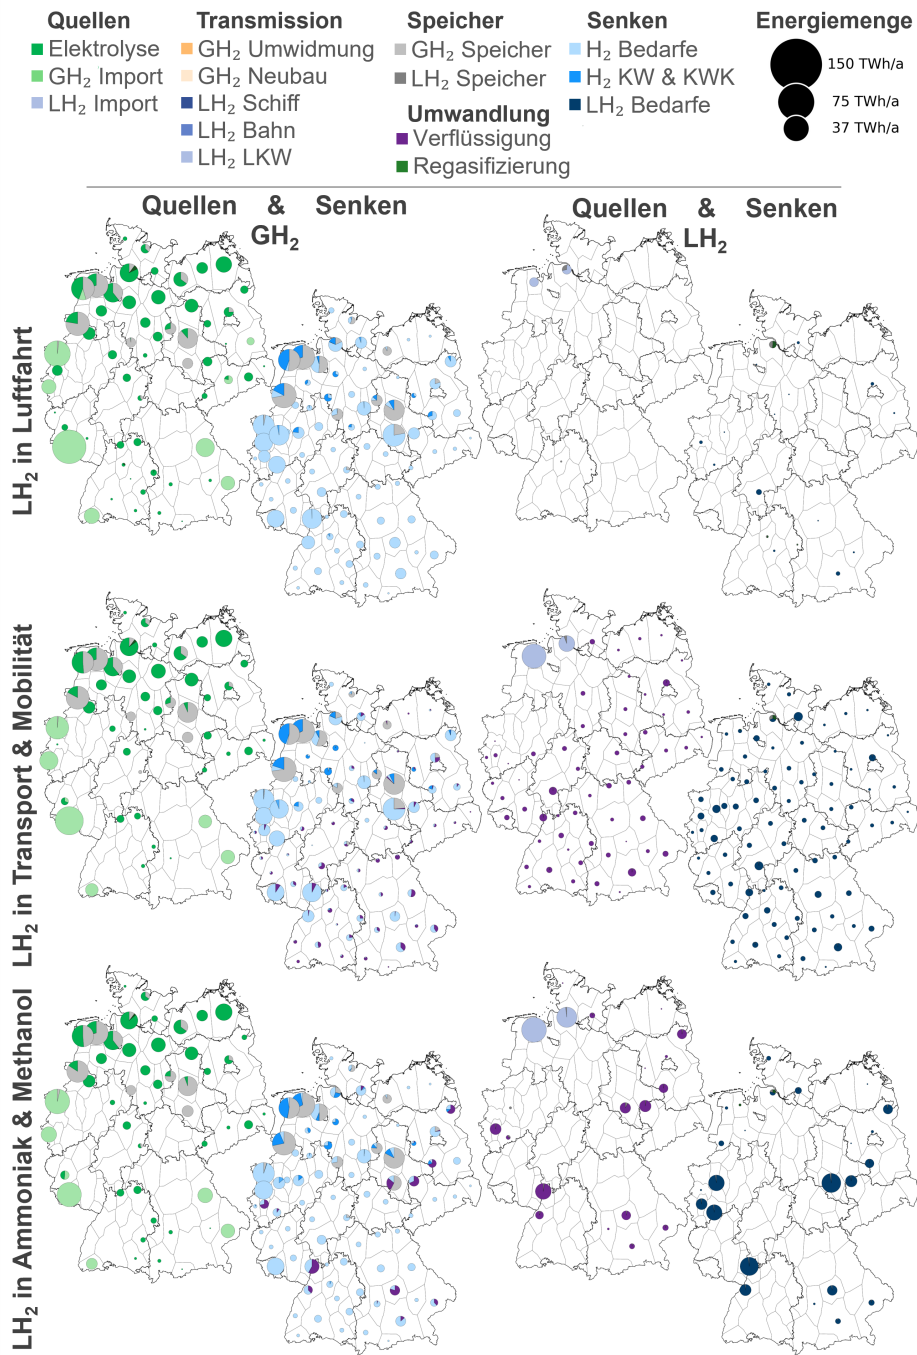 Quellen
Elektrolyse
GH₂ Import
LH₂ Import
Transmission
GH₂ Umwidmung
GH₂ Neubau
LH₂ Schiff
LH₂ Bahn
LH₂ LKW
Speicher
GH₂ Speicher
LH₂ Speicher
Umwandlung
Verflüssigung
Regasifizierung
Senken
H₂ Bedarfe
H₂ KW & KWK
LH₂ Bedarfe
Energiemenge
150 TWh/a
75 TWh/a
37 TWh/a
Quellen & Senken
GH₂
Quellen & Senken
LH₂
LH₂ in Luftfahrt
LH₂ in Transport & Mobilität
LH₂ in Ammoniak & Methanol